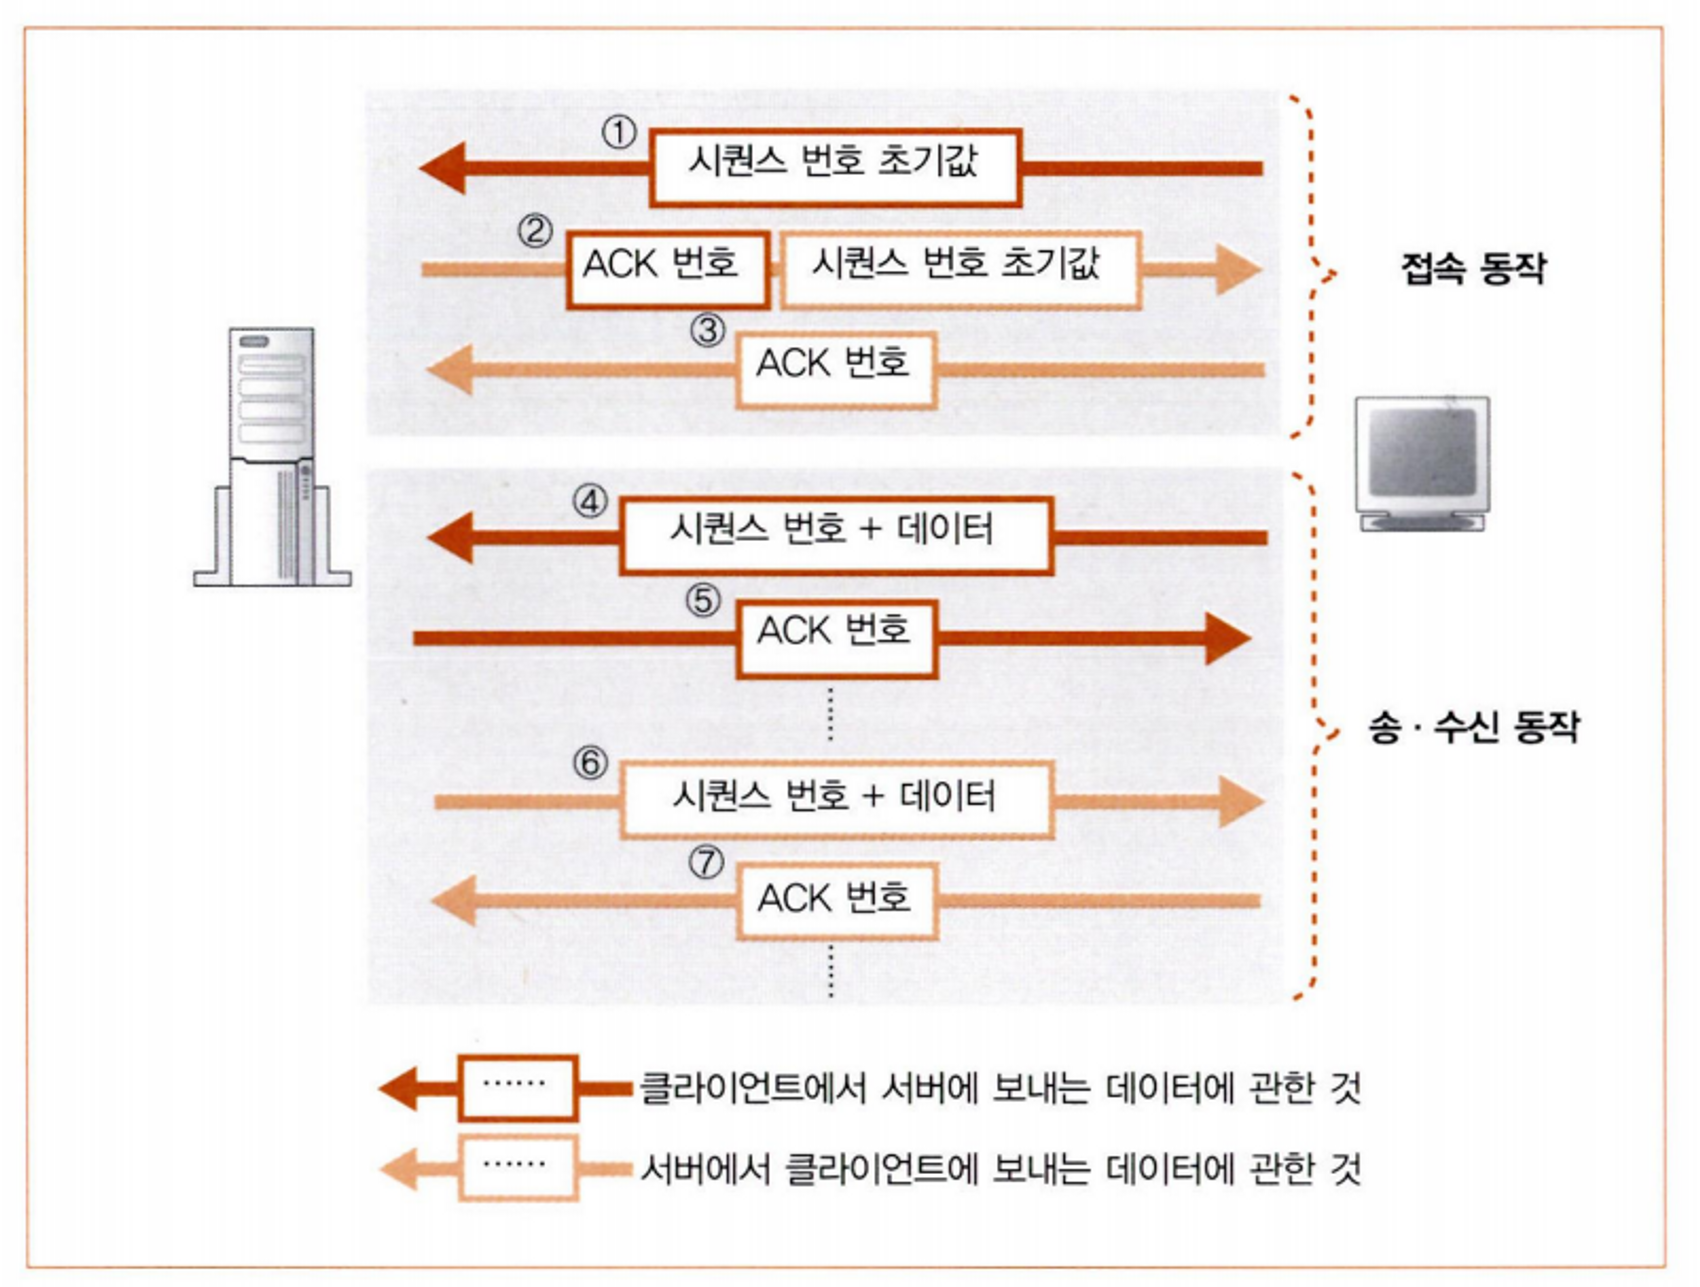 ① 시퀀스 번호 초기값
② ACK 번호 시퀀스 번호 초기값
③ ACK 번호
접속 동작
④ 시퀀스 번호 + 데이터
⑤ ACK 번호
⑥ 시퀀스 번호 + 데이터
⑦ ACK 번호
송 · 수신 동작
...... 클라이언트에서 서버에 보내는 데이터에 관한 것
...... 서버에서 클라이언트에 보내는 데이터에 관한 것